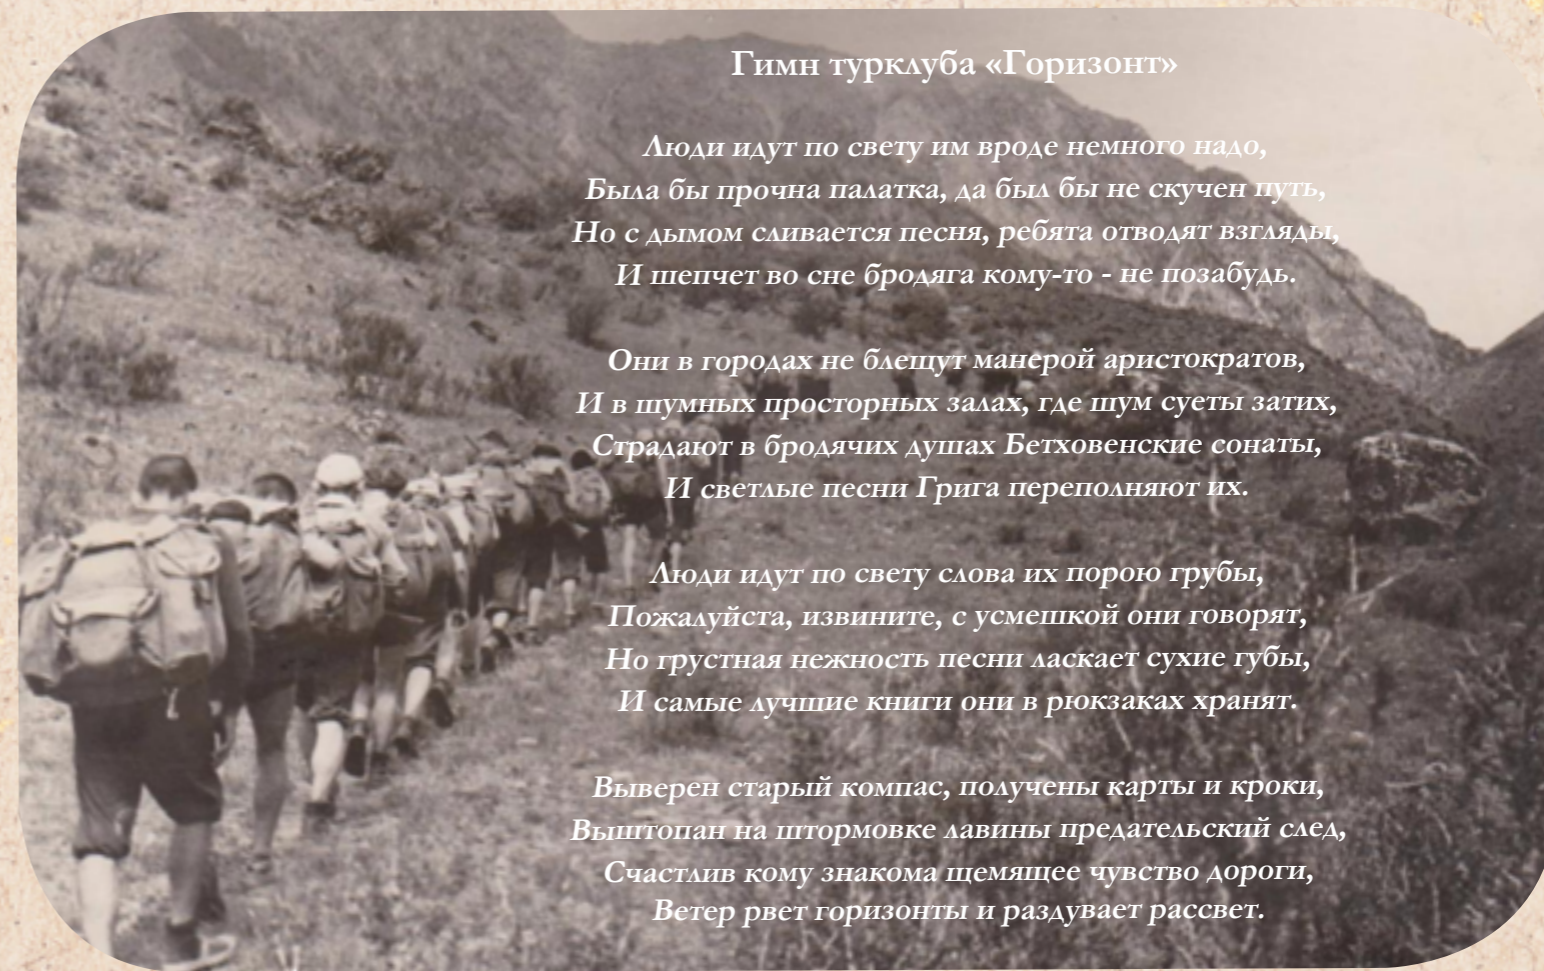 Гимн турклуба «Горизонт»
Люди идут по свету им вроде немного надо,
Была бы прочна палатка, да был бы не скучен путь,
Но с дымом сливается песня, ребята отводят взгляды,
И шепчет во сне бродяга кому-то - не позабудь.
Они в городах не блещут манерой аристократов,
И в шумных просторных залах, где шум суеты затих,
Страдают в бродячих душах Бетховенские сонаты,
И светлые песни Грига переполняют их.
Люди идут по свету слова их порою грубы,
Пожалуйста, извините, с усмешкой они говорят,
Но грустная нежность песни ласкает сухие губы,
И самые лучшие книги они в рюкзаках хранят.
Выверен старый компас, получены карты и кроки,
Выштопан на штормовке лавины предательский след,
Счастлив кому знакома щемящее чувство дороги,
Ветер рвет горизонты и раздувает рассвет.